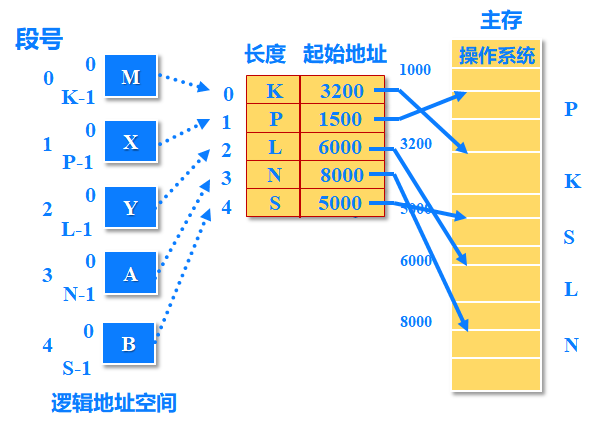 主存
段号
长度 起始地址
操作系统
0 0 M
K-1
1 0 X
P-1
2 0 Y
L-1
3 0 A
N-1
4 0 B
S-1
逻辑地址空间
0 K 3200
1 P 1500
2 L 6000
3 N 8000
4 S 5000
1000
3200
5000
6000
8000
P
K
S
L
N